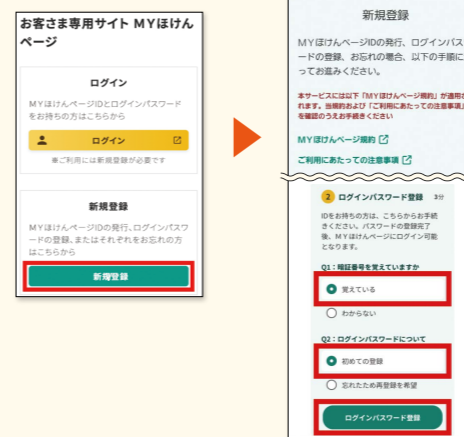 お客さま専用サイト MYほけん
ページ
ログイン
MYほけんページIDとログインパスワード
をお持ちの方はこちらから
ログイン
※ご利用には新規登録が必要です
新規登録
MYほけんページIDの発行、ログインパスワ
ードの登録、またはそれぞれをお忘れの方
はこちらから
新規登録
新規登録
MYほけんページIDの発行、ログインパス
ードの登録、お忘れの場合、以下の手順に
ってお進みください。
本サービスには以下「MYほけんページ規約」が適用
れます。当規約および「ご利用にあたっての注意事項」
を確認のうえお手続きください
MYほけんページ規約
ご利用にあたっての注意事項
2 ログインパスワード登録 3分
IDをお持ちの方は、こちらからお手続
きください。パスワードの登録完了
後、MYほけんページにログイン可能
となります。
Q1：暗証番号を覚えていますか
覚えている
わからない
Q2：ログインパスワードについて
初めての登録
忘れたため再登録を希望
ログインパスワード登録